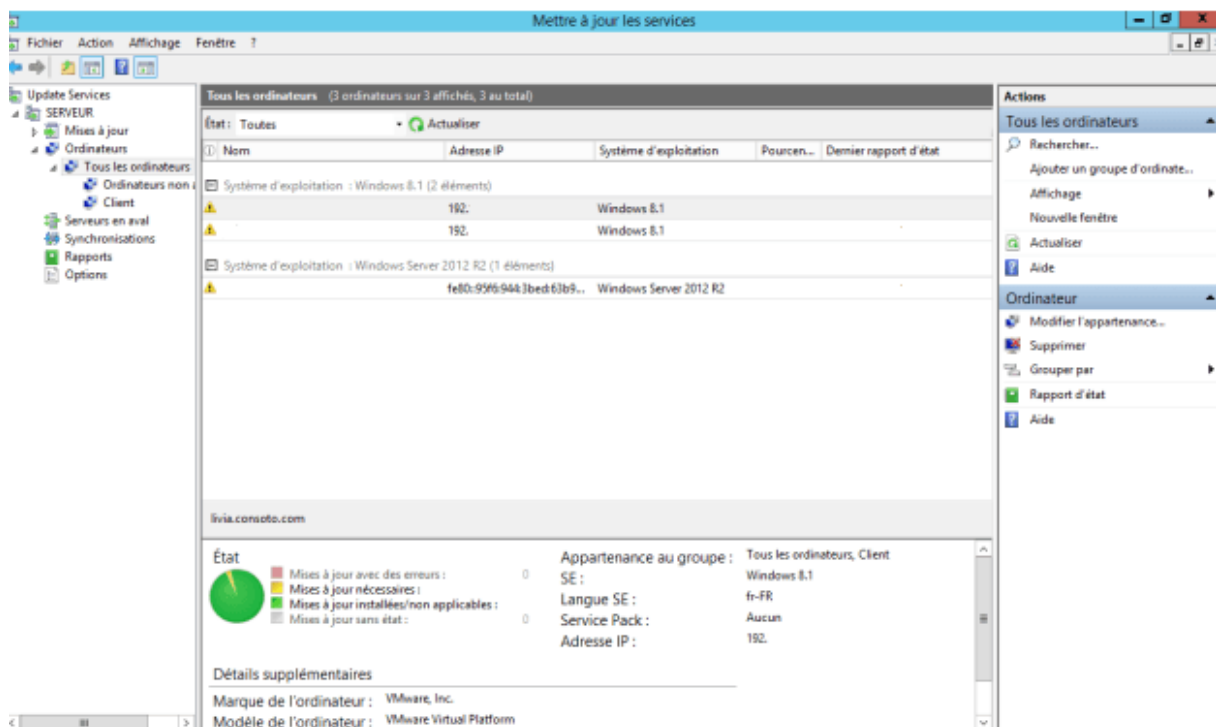 Mettre à jour les services
Fichier Action Affichage Fenêtre ?
Update Services
SERVEUR
Mises à jour
Ordinateurs
Tous les ordinateurs
Ordinateurs non
Client
Serveurs en aval
Synchronisations
Rapports
Options
Tous les ordinateurs (3 ordinateurs sur 3 affichés, 3 au total)
État : Toutes Actualiser
Nom Adresse IP Système d'exploitation Pourcen... Dernier rapport d'état
Système d'exploitation : Windows 8.1 (2 éléments)
192. Windows 8.1
192. Windows 8.1
Système d'exploitation : Windows Server 2012 R2 (1 éléments)
fe80::95f6:944:3bed:63b9... Windows Server 2012 R2
livia.consoto.com
État
Mises à jour avec des erreurs : 0
Mises à jour nécessaires :
Mises à jour installées/non applicables :
Mises à jour sans état : 0
Appartenance au groupe : Tous les ordinateurs, Client
SE : Windows 8.1
Langue SE : fr-FR
Service Pack : Aucun
Adresse IP : 192.
Détails supplémentaires
Marque de l'ordinateur : VMware, Inc.
Modèle de l'ordinateur : VMware Virtual Platform
Actions
Tous les ordinateurs
Rechercher...
Ajouter un groupe d'ordinate...
Affichage
Nouvelle fenêtre
Actualiser
Aide
Ordinateur
Modifier l'appartenance...
Supprimer
Grouper par
Rapport d'état
Aide